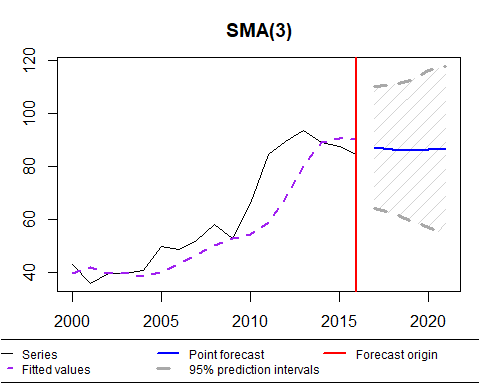 SMA(3)
120
100
80
60
40
2000 2005 2010 2015 2020
Series Point forecast Forecast origin
Fitted values 95% prediction intervals